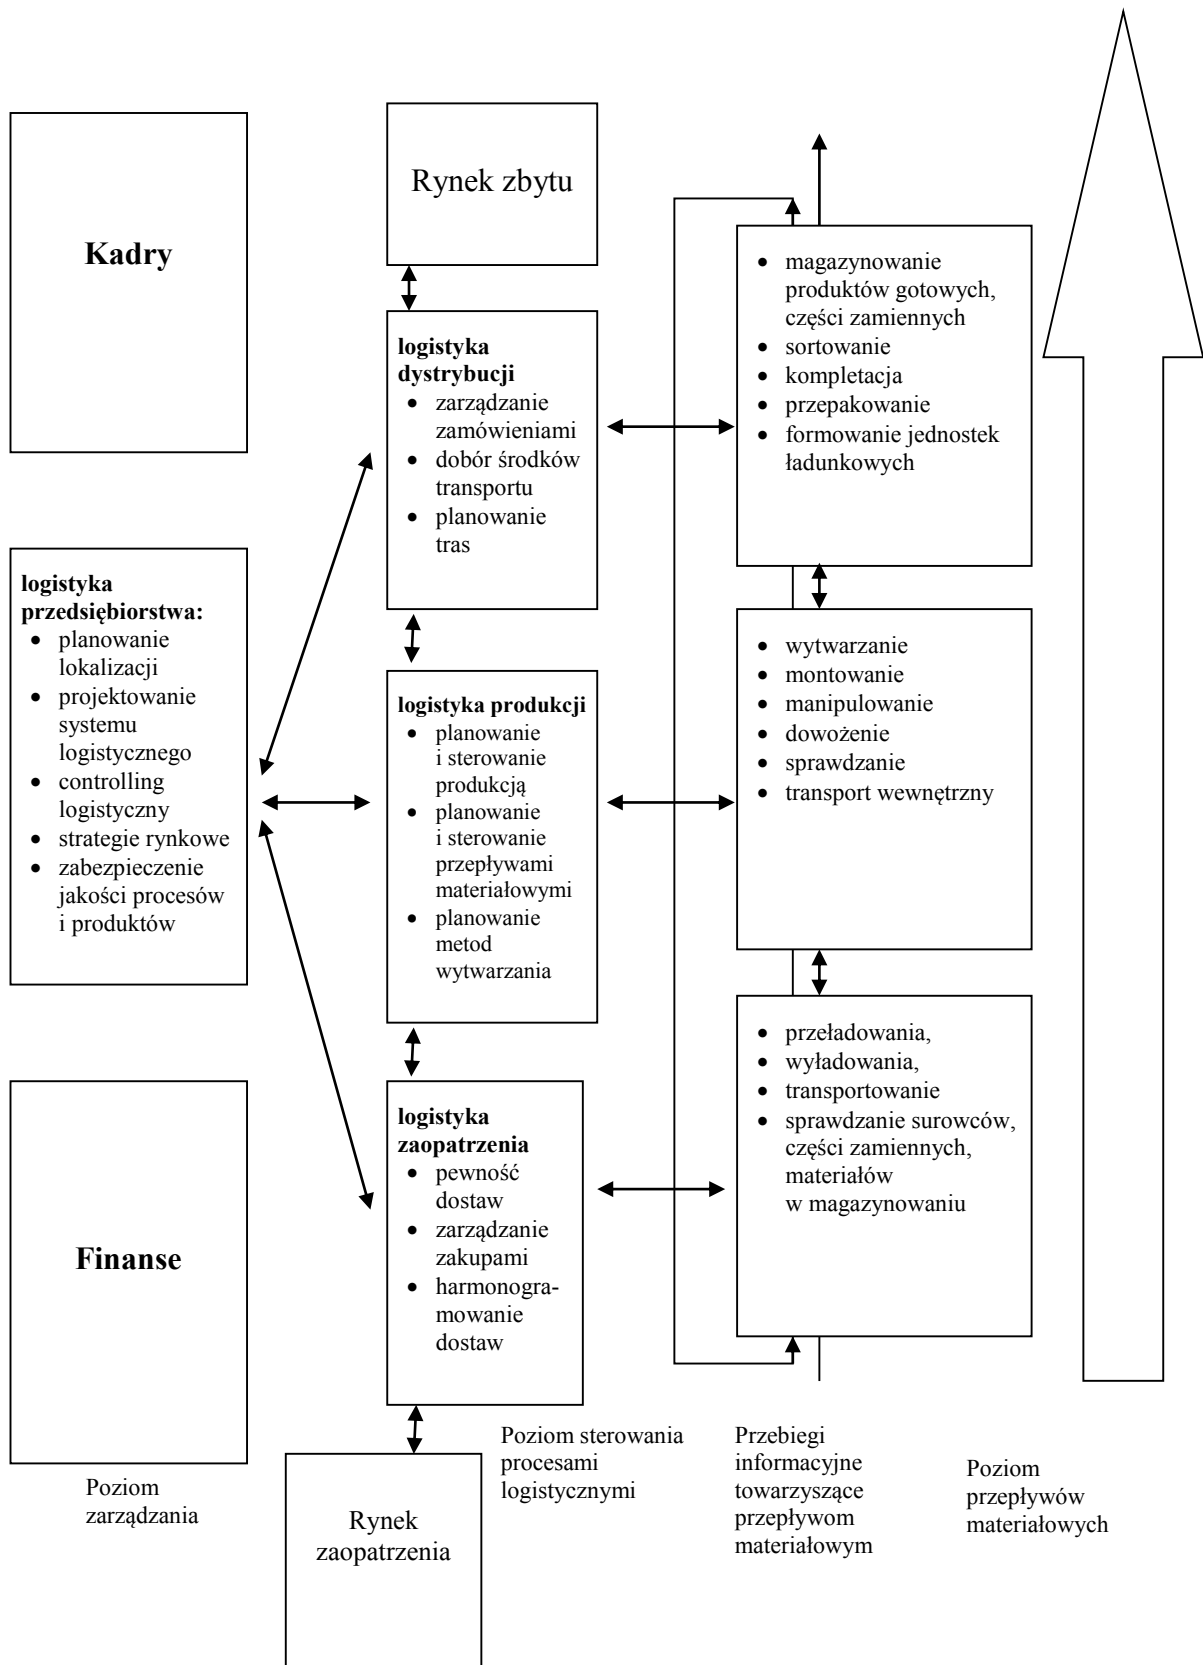 Kadry
logistyka
przedsiębiorstwa:
• planowanie
lokalizacji
• projektowanie
systemu
logistycznego
• controlling
logistyczny
• strategie rynkowe
• zabezpieczenie
jakości procesów
i produktów
Finanse
Poziom
zarządzania
Rynek zbytu
logistyka
dystrybucji
• zarządzanie
zamówieniami
• dobór środków
transportu
• planowanie
tras
logistyka produkcji
• planowanie
i sterowanie
produkcją
• planowanie
i sterowanie
przepływami
materiałowymi
• planowanie
metod
wytwarzania
logistyka
zaopatrzenia
• pewność
dostaw
• zarządzanie
zakupami
• harmonogra-
mowanie
dostaw
Rynek
zaopatrzenia
Poziom sterowania
procesami
logistycznymi
• magazynowanie
produktów gotowych,
części zamiennych
• sortowanie
• kompletacja
• przepakowanie
• formowanie jednostek
ładunkowych
• wytwarzanie
• montowanie
• manipulowanie
• dowożenie
• sprawdzanie
• transport wewnętrzny
• przeładowania,
• wyładowania,
• transportowanie
• sprawdzanie surowców,
części zamiennych,
materiałów
w magazynowaniu
Przebiegi
informacyjne
towarzyszące
przepływom
materiałowym
Poziom
przepływów
materiałowych